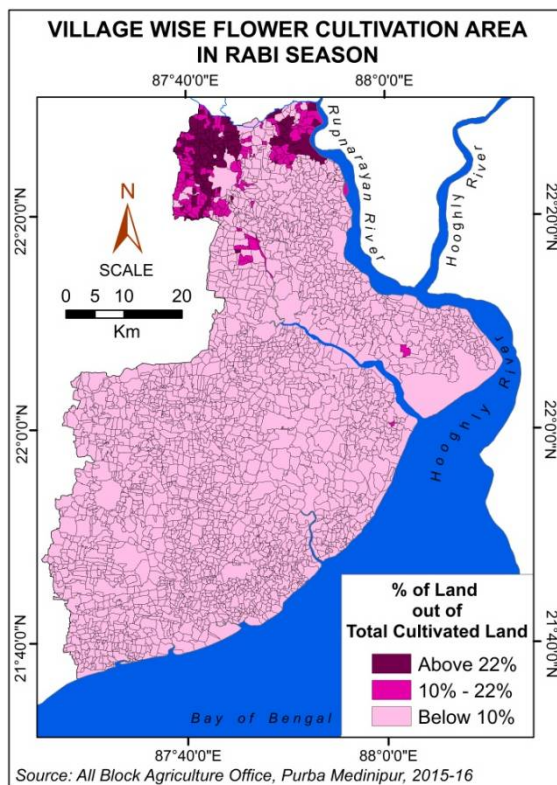 VILLAGE WISE FLOWER CULTIVATION AREA
IN RABI SEASON
87°40'0"E 88°0'0"E
N
SCALE
0 5 10 20
Km
22°20'0"N
22°0'0"N
21°40'0"N
Rupnarayan River
Hooghly River
22°20'0"N
22°0'0"N
21°40'0"N
Hooghly River
Bay of Bengal
% of Land
out of
Total Cultivated Land
Above 22%
10% - 22%
Below 10%
87°40'0"E 88°0'0"E
Source: All Block Agriculture Office, Purba Medinipur, 2015-16